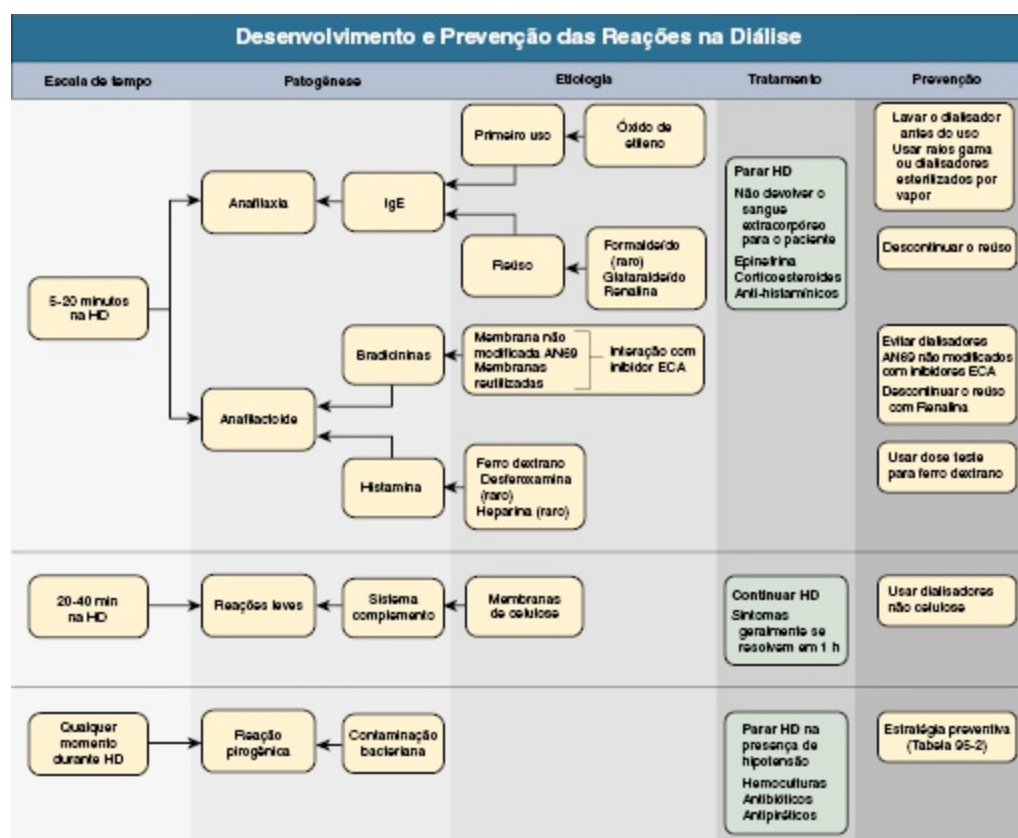 Desenvolvimento e Prevenção das Reações na Diálise
Escala de tempo
Patogênese
Etiologia
Tratamento
Prevenção
5-20 minutos
na HD
Anafilaxia
IgE
Primeiro uso
Óxido de
etileno
Reúso
Formaldeído
(raro)
Glataraldeído
Renalina
Anafilactoide
Bradicininas
Membrana não
modificada AN69
Membranas
reutilizadas
Interação com
inibidor ECA
Histamina
Ferro dextrano
Desferoxamina
(raro)
Heparina (raro)
Parar HD
Não devolver o
sangue
extracorpóreo
para o paciente
Epinefrina
Corticoesteroides
Anti-histamínicos
Lavar o dialisador
antes do uso
Usar raios gama
ou dialisadores
esterilizados por
vapor
Descontinuar o reúso
Evitar dialisadores
AN69 não modificados
com inibidores ECA
Descontinuar o reúso
com Renalina
Usar dose teste
para ferro dextrano
20-40 min
na HD
Reações leves
Sistema
complemento
Membranas
de celulose
Continuar HD
Sintomas
geralmente se
resolvem em 1 h
Usar dialisadores
não celulose
Qualquer
momento
durante HD
Reação
pirogênica
Contaminação
bacteriana
Parar HD na
presença de
hipotensão
Hemoculturas
Antibióticos
Antipiréticos
Estratégia preventiva
(Tabela 95-2)